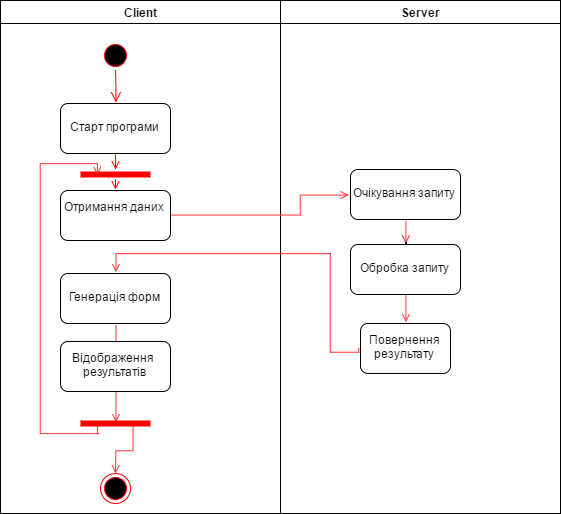 Client
Server
Старт програми
Отримання даних
Очікування запиту
Обробка запиту
Генерація форм
Повернення
результату
Відображення
результатів